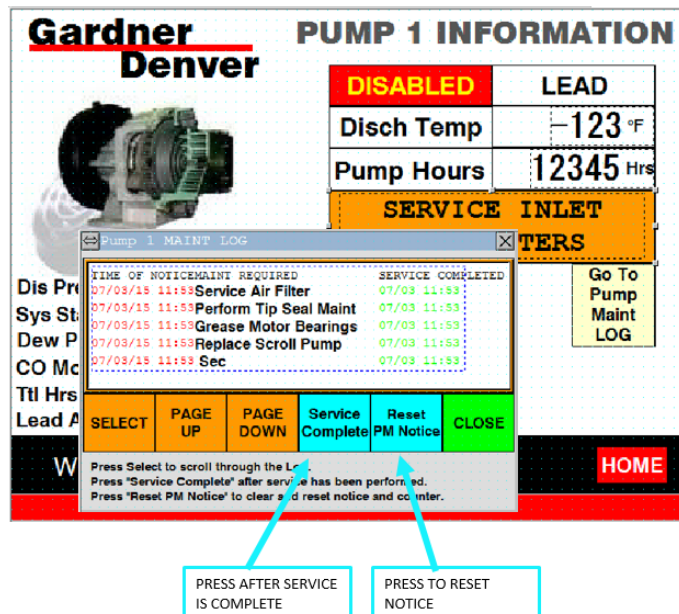 Gardner
Denver
PUMP 1 INFORMATION
DISABLED LEAD
Disch Temp -123 °F
Pump Hours 12345 Hrs
SERVICE INLET
TERS
Go To
Pump
Maint
LOG
Dis Pre
Sys Sta
Dew P
CO Mo
Ttl Hrs
Lead A
W
HOME
Pump 1 MAINT LOG
TIME OF NOTICE MAINT REQUIRED SERVICE COMPLETED
07/03/15 11:53 Service Air Filter 07/03 11:53
07/03/15 11:53 Perform Tip Seal Maint 07/03 11:53
07/03/15 11:53 Grease Motor Bearings 07/03 11:53
07/03/15 11:53 Replace Scroll Pump 07/03 11:53
07/03/15 11:53 Sec 07/03 11:53
SELECT
PAGE
UP
PAGE
DOWN
Service
Complete
Reset
PM Notice
CLOSE
Press Select to scroll through the Log.
Press "Service Complete" after service has been performed.
Press "Reset PM Notice" to clear and reset notice and counter.
PRESS AFTER SERVICE
IS COMPLETE
PRESS TO RESET
NOTICE